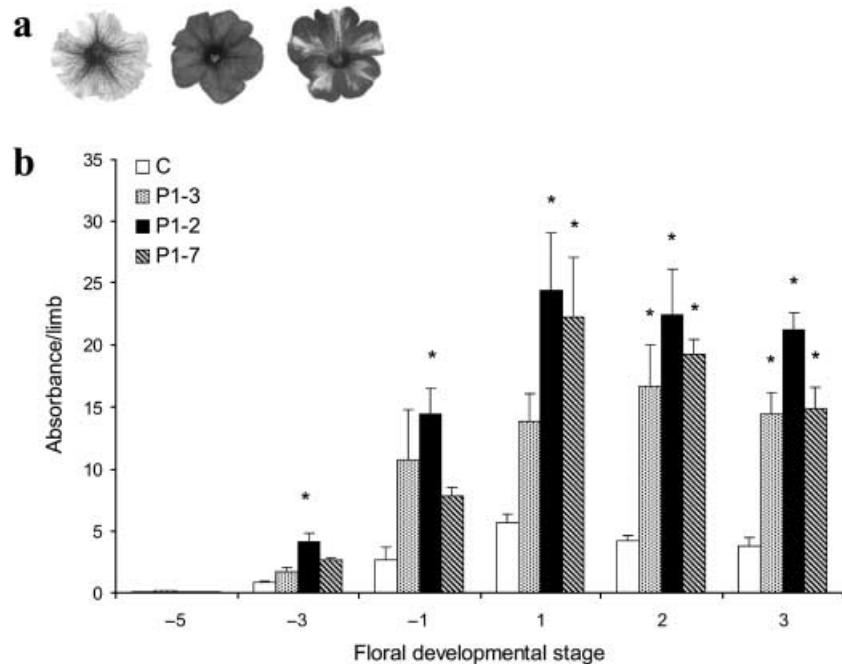 a
b
C
P1-3
P1-2
P1-7
35
30
25
20
15
10
5
0
Absorbance/limb
* * * * * * * * * *
–5 –3 –1 1 2 3
Floral developmental stage